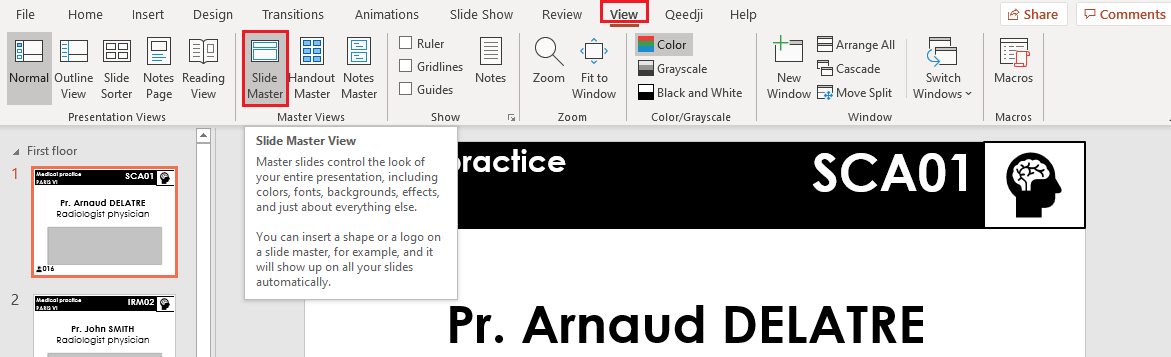 File Home Insert Design Transitions Animations Slide Show Review View Qeedji Help Share Comments
Normal Outline View Slide Sorter Notes Page Reading View
Presentation Views
Slide Master Handout Master Notes Master
Master Views
Ruler
Gridlines
Guides
Notes
Show
Zoom Fit to Window
Zoom
Color
Grayscale
Black and White
Color/Grayscale
New Window
Arrange All
Cascade
Move Split
Switch Windows
Window
Macros
Macros
Slide Master View
Master slides control the look of
your entire presentation, including
colors, fonts, backgrounds, effects,
and just about everything else.
You can insert a shape or a logo on
a slide master, for example, and it
will show up on all your slides
automatically.
First floor
1
Medical practice
PARIS VI
SCA01
Pr. Arnaud DELATRE
Radiologist physician
016
2
Medical practice
PARIS VI
IRM02
Pr. John SMITH
Radiologist physician
practice SCA01
Pr. Arnaud DELATRE